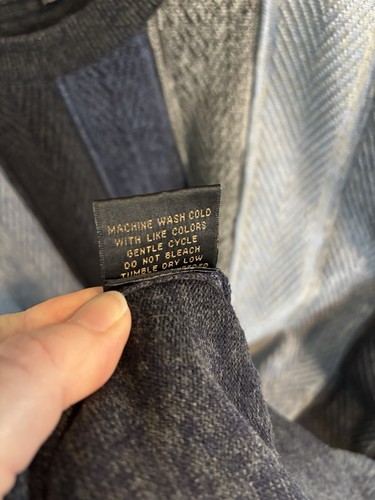 MACHINE WASH COLD
WITH LIKE COLORS
GENTLE CYCLE
DO NOT BLEACH
TUMBLE DRY LOW